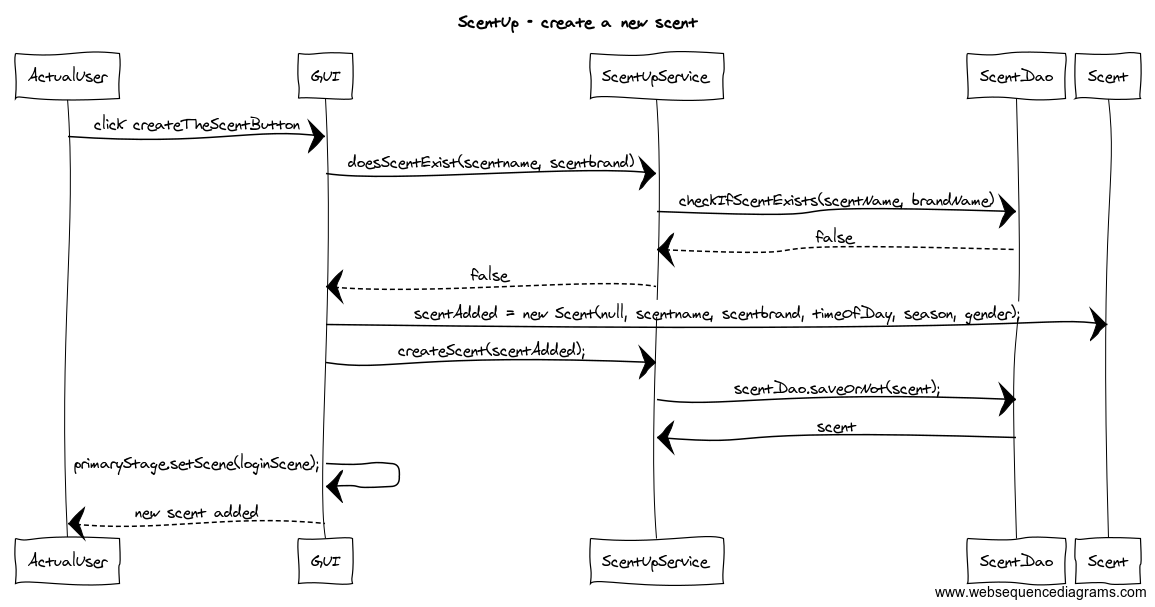 ScentUp - create a new scent
ActualUser GUI ScentUpService ScentDao Scent
click createTheScentButton
doesScentExist(scentname, scentbrand)
checkIfScentExists(scentName, brandName)
false
false
scentAdded = new Scent(null, scentname, scentbrand, timeOfDay, season, gender);
createScent(scentAdded);
scentDao.saveOrNot(scent);
scent
primaryStage.setScene(loginScene);
new scent added
ActualUser GUI ScentUpService ScentDao Scent
www.websequencediagrams.com